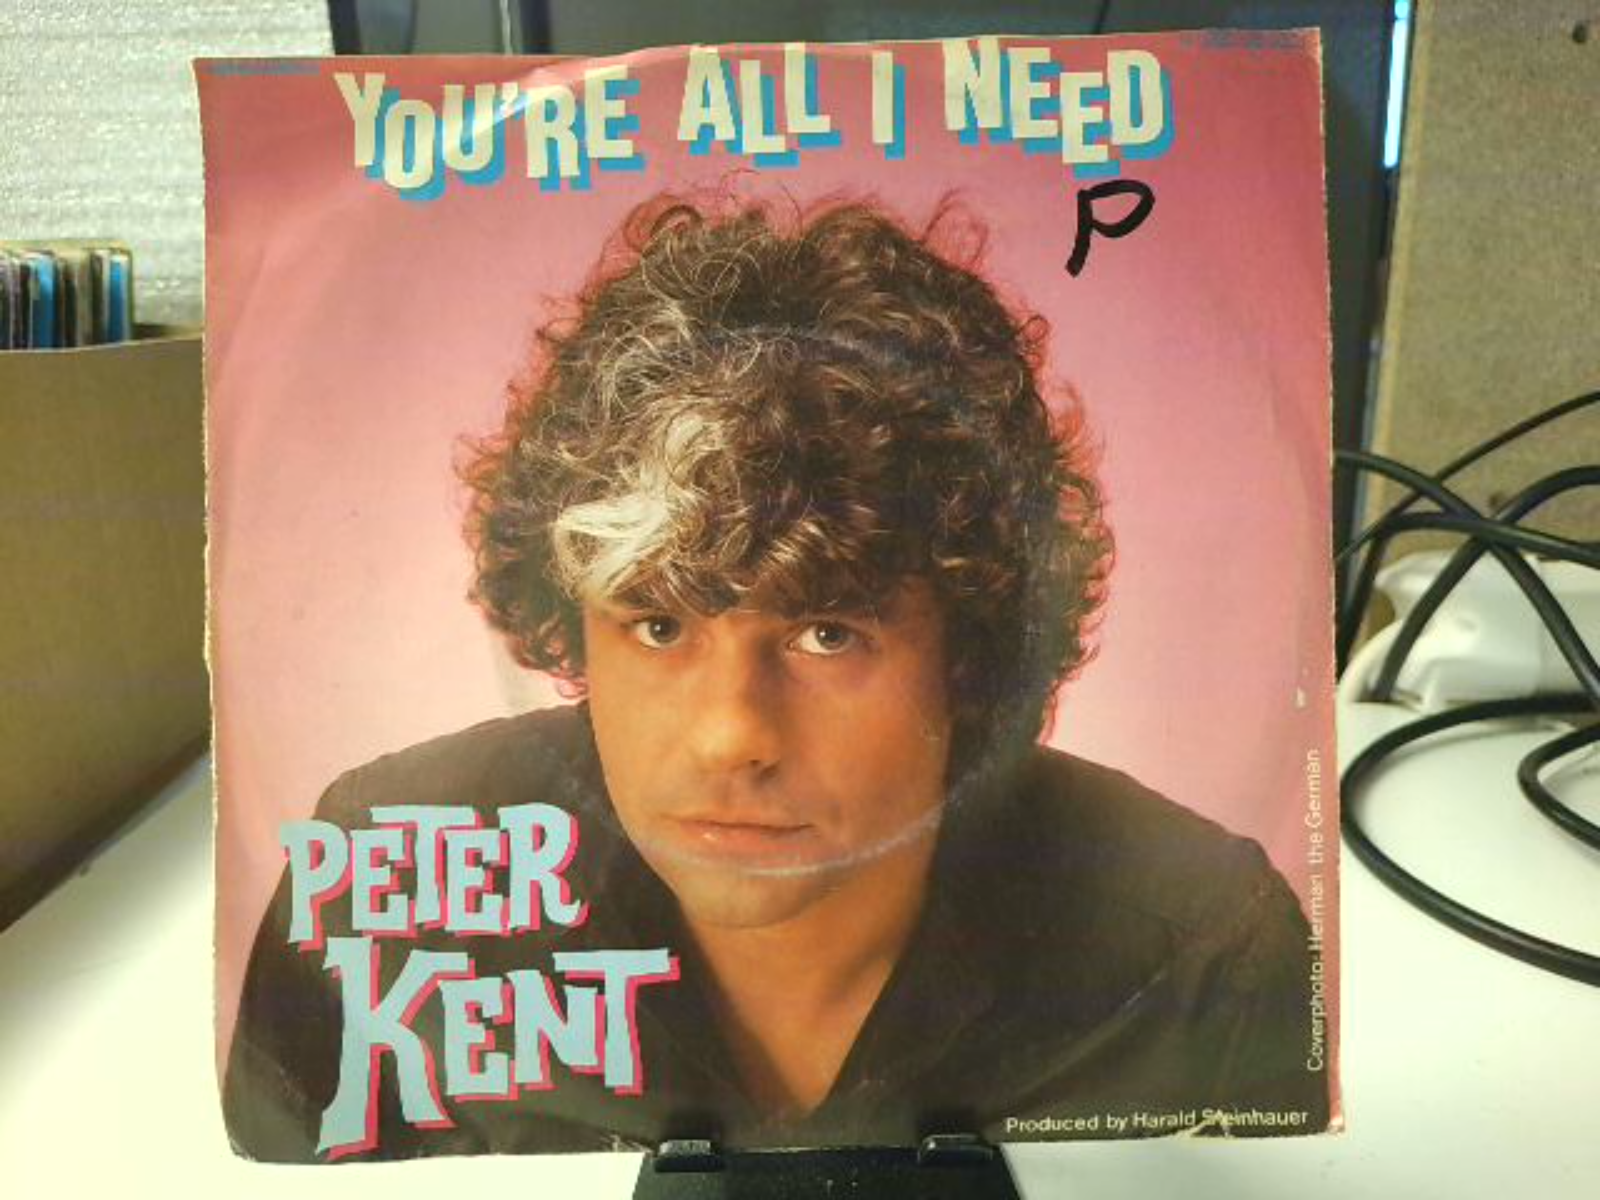 YOU'RE ALL I NEED
P
PETER
KENT
Coverphoto: Herman the German
Produced by Harald Steinhauer